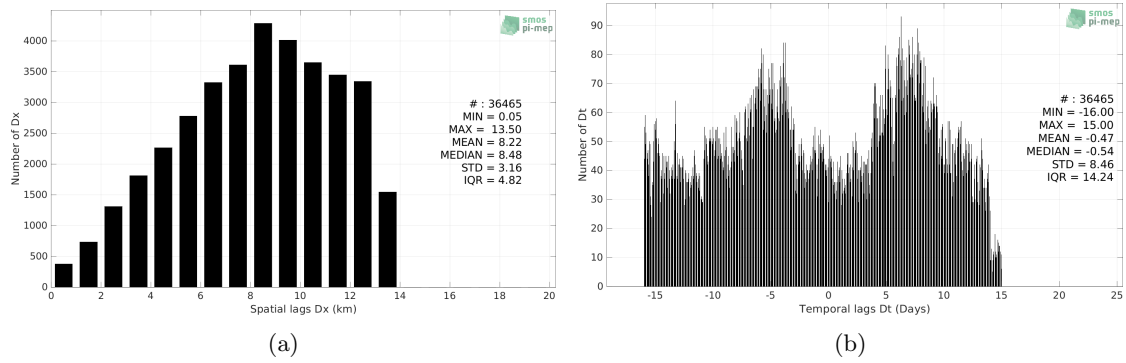 smos
pi-mep
4000
3500
3000
2500
2000
1500
1000
500
0
Number of Dx
# : 36465
MIN = 0.05
MAX = 13.50
MEAN = 8.22
MEDIAN = 8.48
STD = 3.16
IQR = 4.82
0 2 4 6 8 10 12 14 16 18 20
Spatial lags Dx (km)
(a)
smos
pi-mep
90
80
70
60
50
40
30
20
10
0
Number of Dt
# : 36465
MIN = -16.00
MAX = 15.00
MEAN = -0.47
MEDIAN = -0.54
STD = 8.46
IQR = 14.24
-15 -10 -5 0 5 10 15 20 25
Temporal lags Dt (Days)
(b)